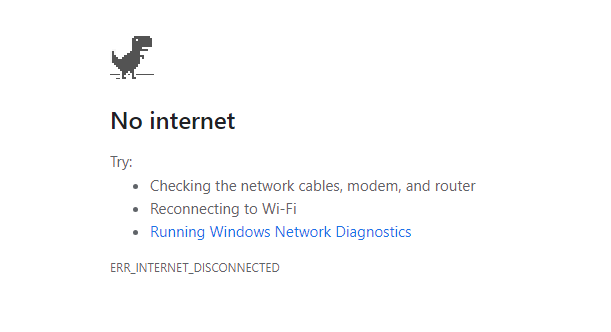 No internet
Try:
• Checking the network cables, modem, and router
• Reconnecting to Wi-Fi
• Running Windows Network Diagnostics
ERR_INTERNET_DISCONNECTED